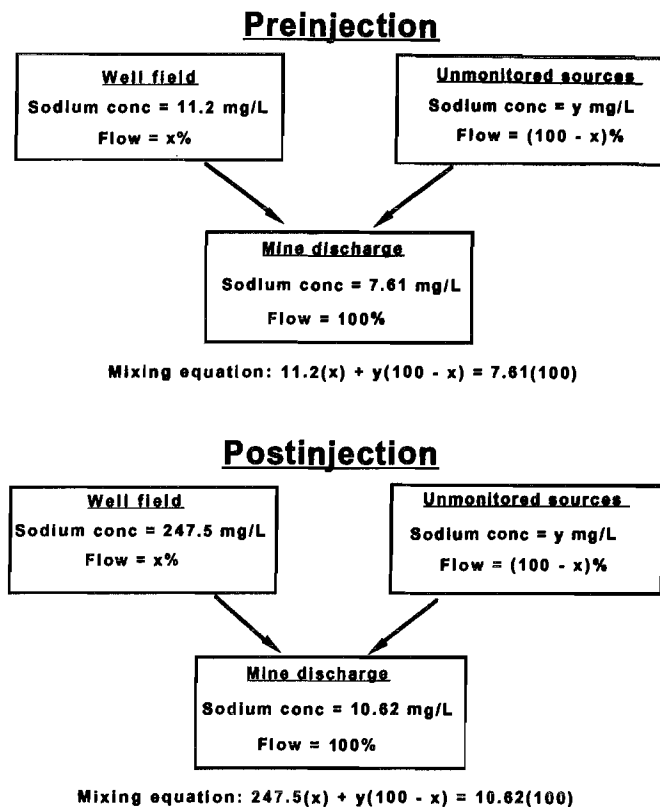 Preinjection
Well field
Sodium conc = 11.2 mg/L
Flow = x%
Unmonitored sources
Sodium conc = y mg/L
Flow = (100 - x)%
Mine discharge
Sodium conc = 7.61 mg/L
Flow = 100%
Mixing equation: 11.2(x) + y(100 - x) = 7.61(100)
Postinjection
Well field
Sodium conc = 247.5 mg/L
Flow = x%
Unmonitored sources
Sodium conc = y mg/L
Flow = (100 - x)%
Mine discharge
Sodium conc = 10.62 mg/L
Flow = 100%
Mixing equation: 247.5(x) + y(100 - x) = 10.62(100)